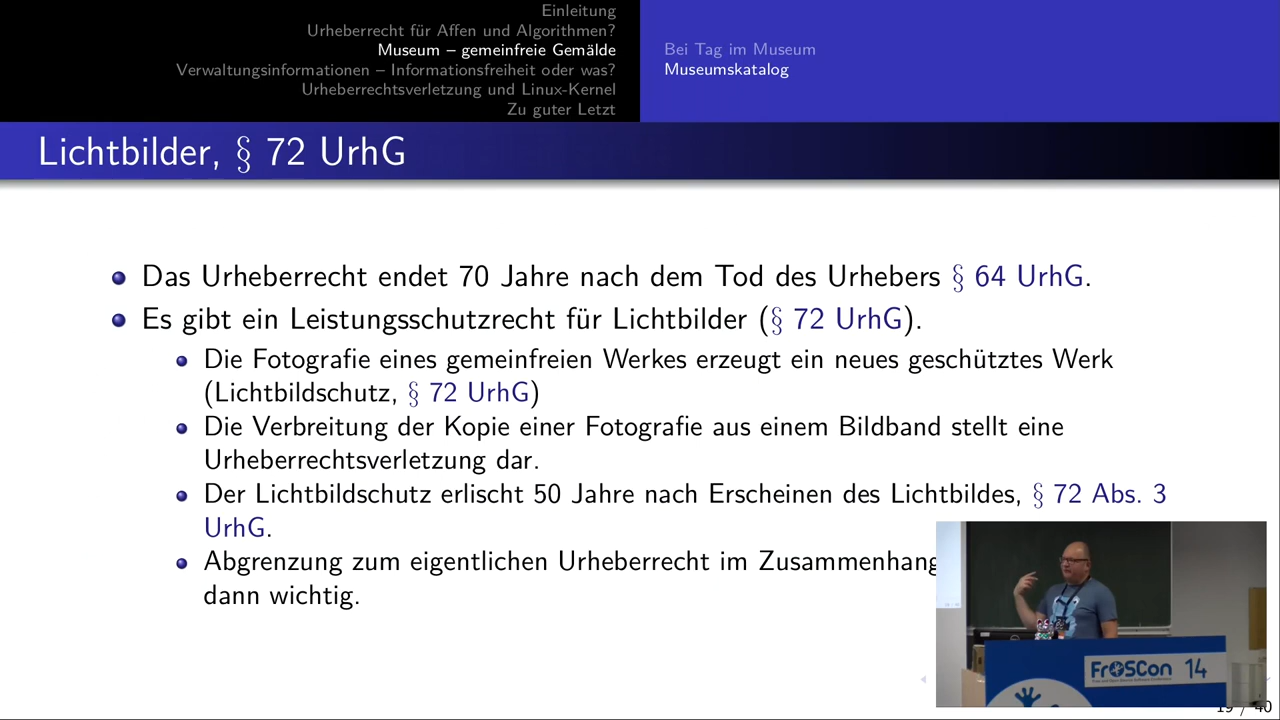 Einleitung
Urheberrecht für Affen und Algorithmen?
Museum – gemeinfreie Gemälde
Verwaltungsinformationen – Informationsfreiheit oder was?
Urheberrechtsverletzung und Linux-Kernel
Zu guter Letzt
Bei Tag im Museum
Museumskatalog
Lichtbilder, § 72 UrhG
Das Urheberrecht endet 70 Jahre nach dem Tod des Urhebers § 64 UrhG.
Es gibt ein Leistungsschutzrecht für Lichtbilder (§ 72 UrhG).
Die Fotografie eines gemeinfreien Werkes erzeugt ein neues geschütztes Werk
(Lichtbildschutz, § 72 UrhG)
Die Verbreitung der Kopie einer Fotografie aus einem Bildband stellt eine
Urheberrechtsverletzung dar.
Der Lichtbildschutz erlischt 50 Jahre nach Erscheinen des Lichtbildes, § 72 Abs. 3
UrhG.
Abgrenzung zum eigentlichen Urheberrecht im Zusammenhang
dann wichtig.
FrOSCon 14
19 / 40